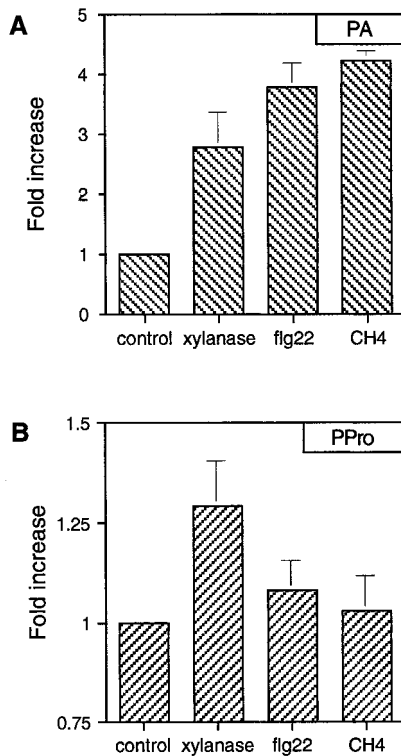 A
PA
Fold increase
5
4
3
2
1
0
control xylanase flg22 CH4
B
PPro
Fold increase
1.5
1.25
1
0.75
control xylanase flg22 CH4